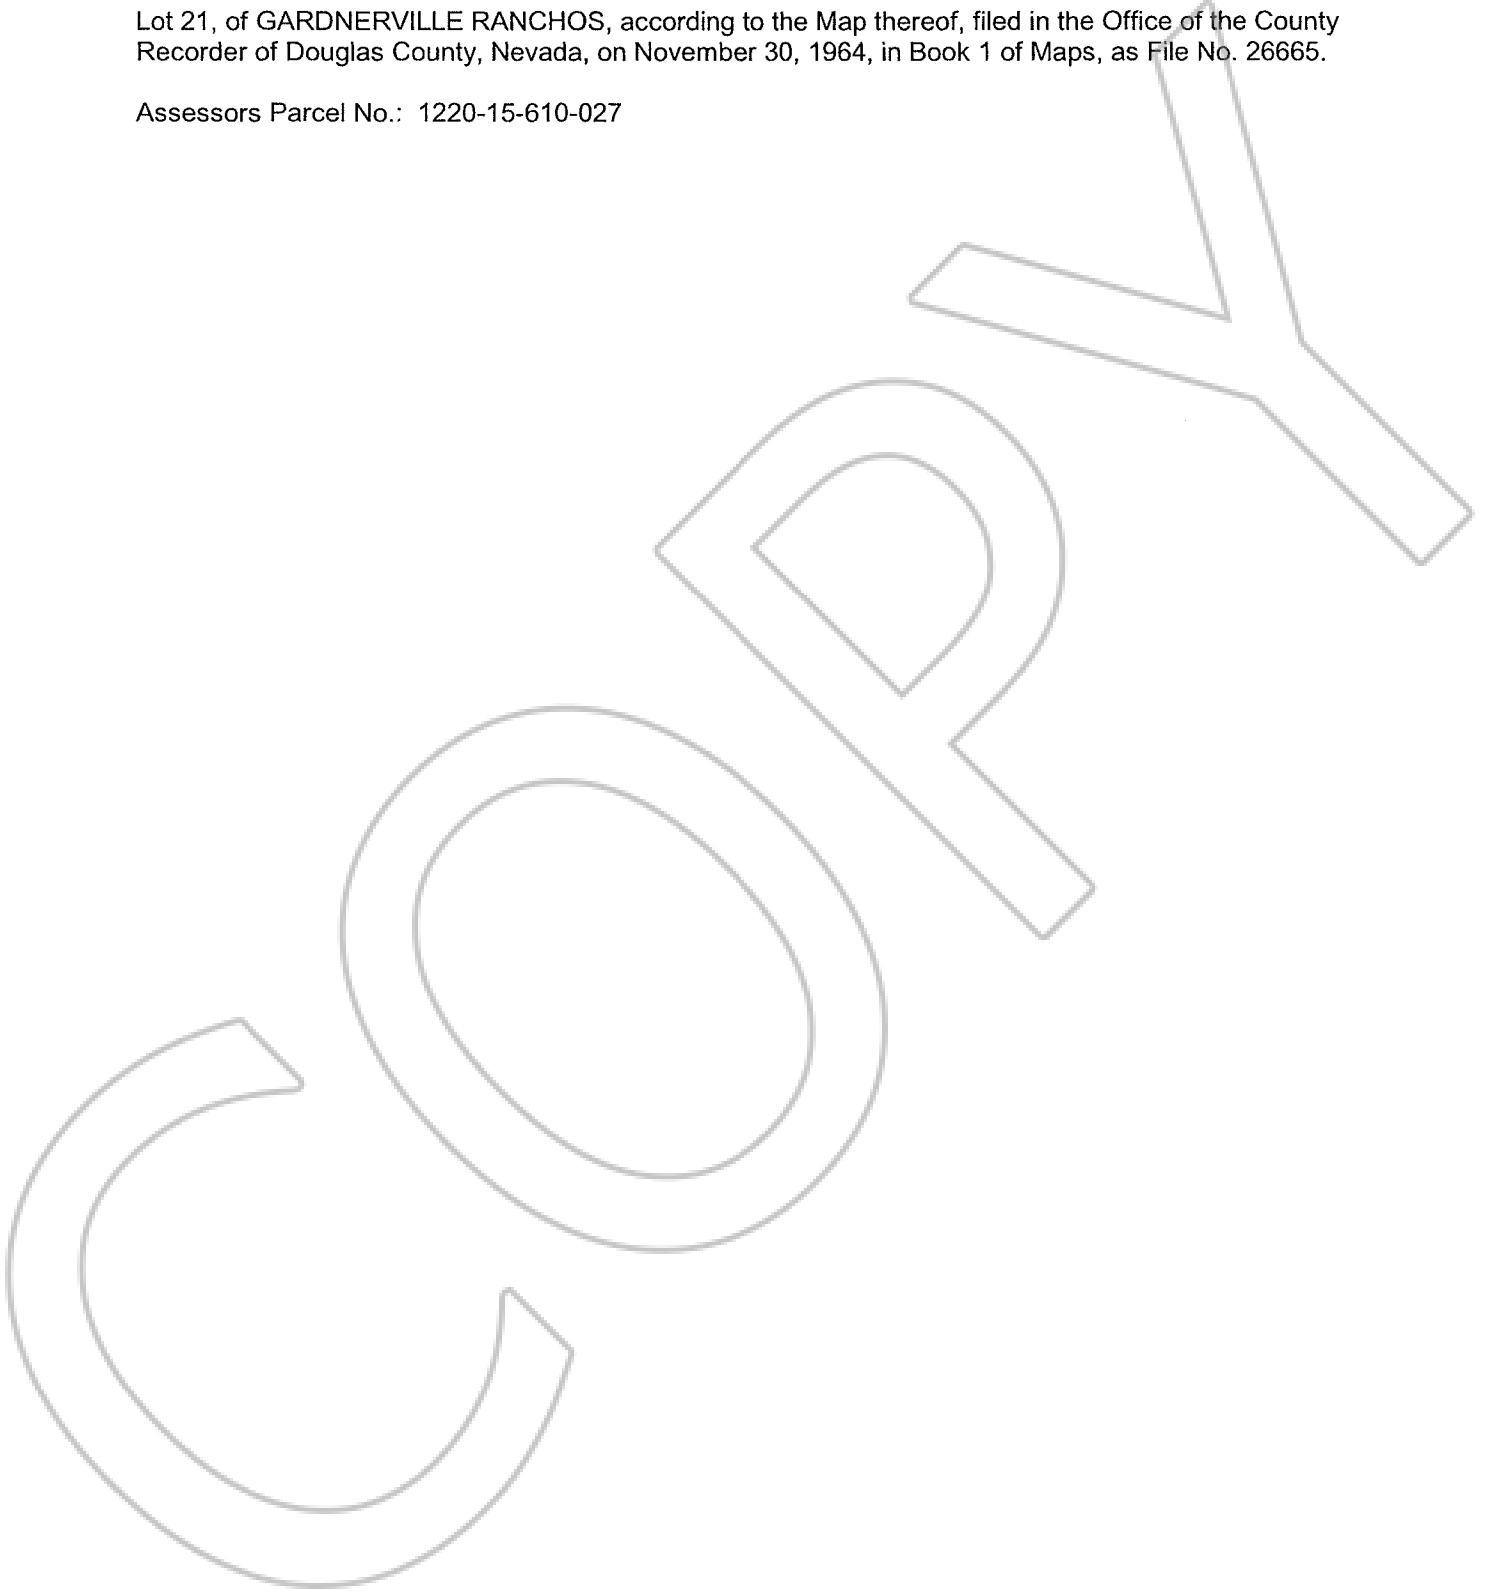 Lot 21, of GARDNERVILLE RANCHOS, according to the Map thereof, filed in the Office of the County
Recorder of Douglas County, Nevada, on November 30, 1964, in Book 1 of Maps, as File No. 26665.
Assessors Parcel No.: 1220-15-610-027
COPY